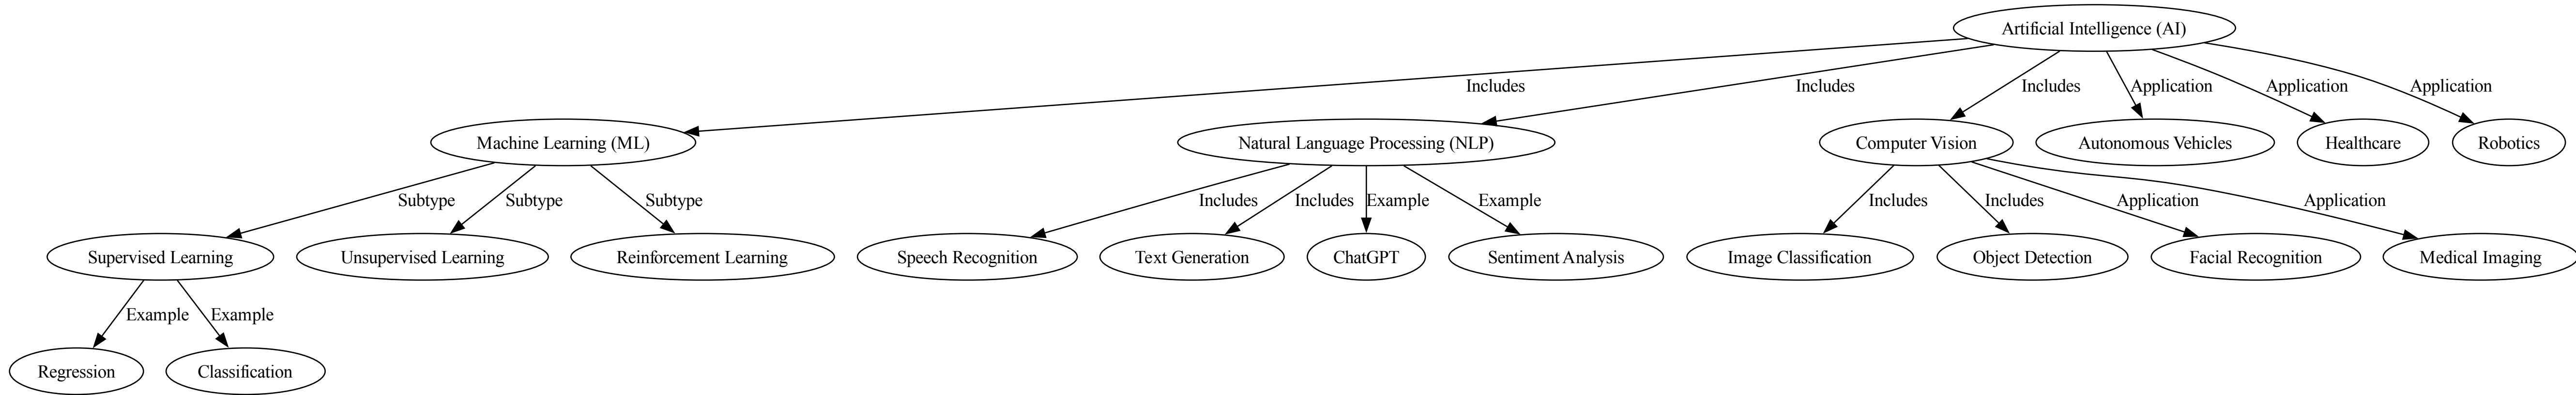 Artificial Intelligence (AI)
Includes
Includes
Includes
Application
Application
Application
Machine Learning (ML)
Natural Language Processing (NLP)
Computer Vision
Autonomous Vehicles
Healthcare
Robotics
Subtype
Subtype
Subtype
Includes
Includes
Example
Example
Includes
Includes
Application
Application
Supervised Learning
Unsupervised Learning
Reinforcement Learning
Speech Recognition
Text Generation
ChatGPT
Sentiment Analysis
Image Classification
Object Detection
Facial Recognition
Medical Imaging
Example
Example
Regression
Classification